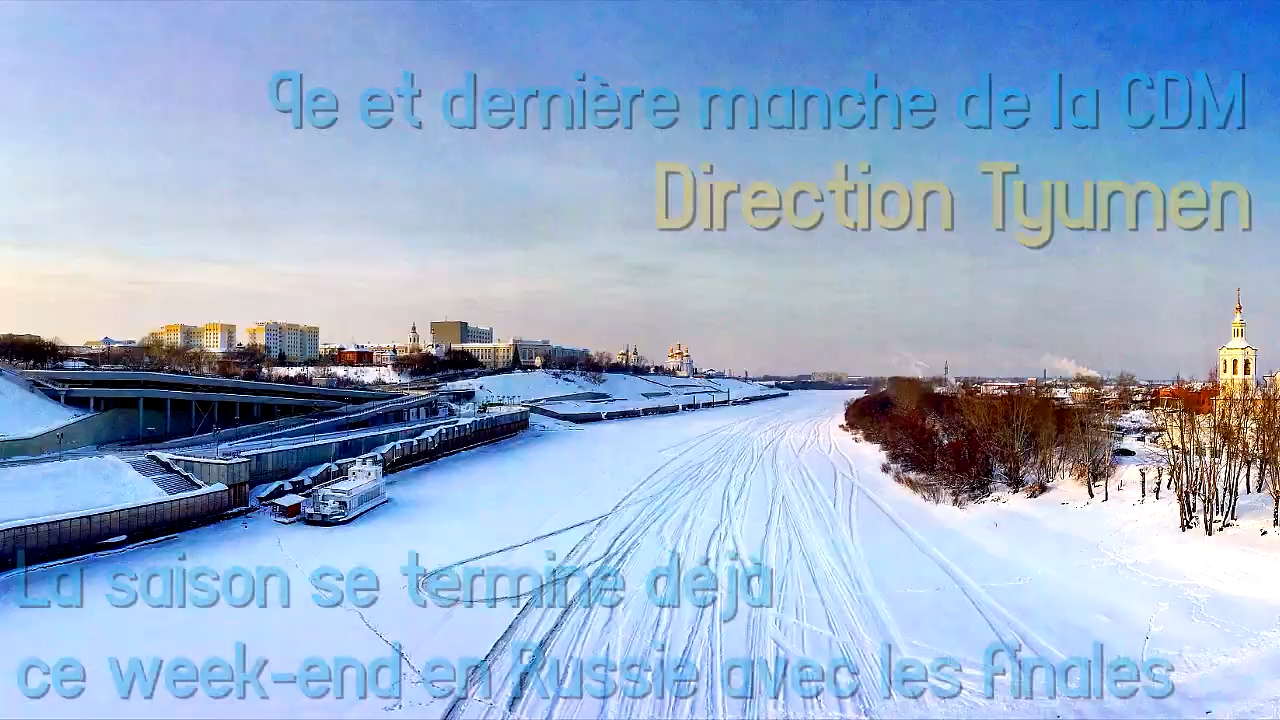 9e et dernière manche de la CDM
Direction Tyumen
La saison se termine déjà
ce week-end en Russie avec les finales